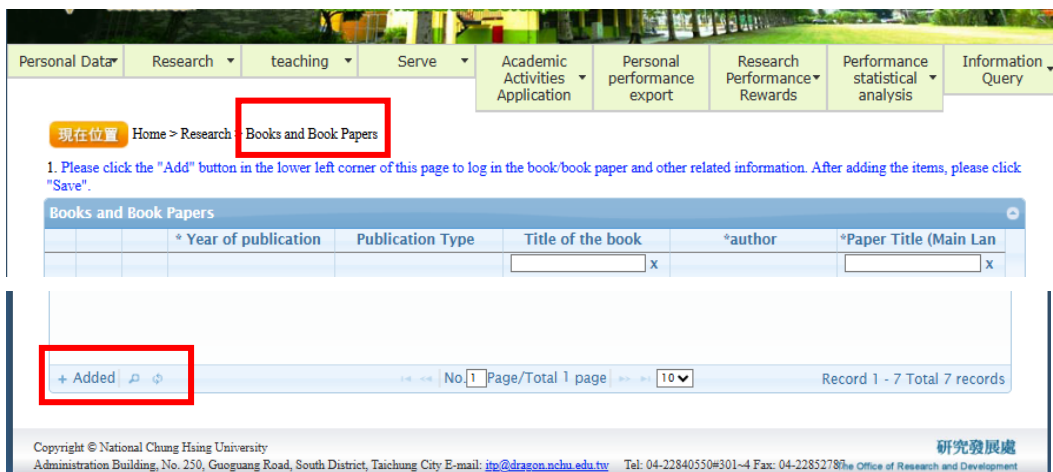 Personal Data Research teaching Serve Academic Activities Application Personal performance export Research Performance Rewards Performance statistical analysis Information Query
現在位置 Home > Research > Books and Book Papers
1. Please click the "Add" button in the lower left corner of this page to log in the book/book paper and other related information. After adding the items, please click
"Save".
Books and Book Papers
* Year of publication Publication Type Title of the book *author *Paper Title (Main Lan
x x
+ Added No. 1 Page/Total 1 page 10 Record 1 - 7 Total 7 records
Copyright © National Chung Hsing University 研究發展處
Administration Building, No. 250, Guoguang Road, South District, Taichung City E-mail: itp@dragon.nchu.edu.tw Tel: 04-22840550#301~4 Fax: 04-2285278 The Office of Research and Development